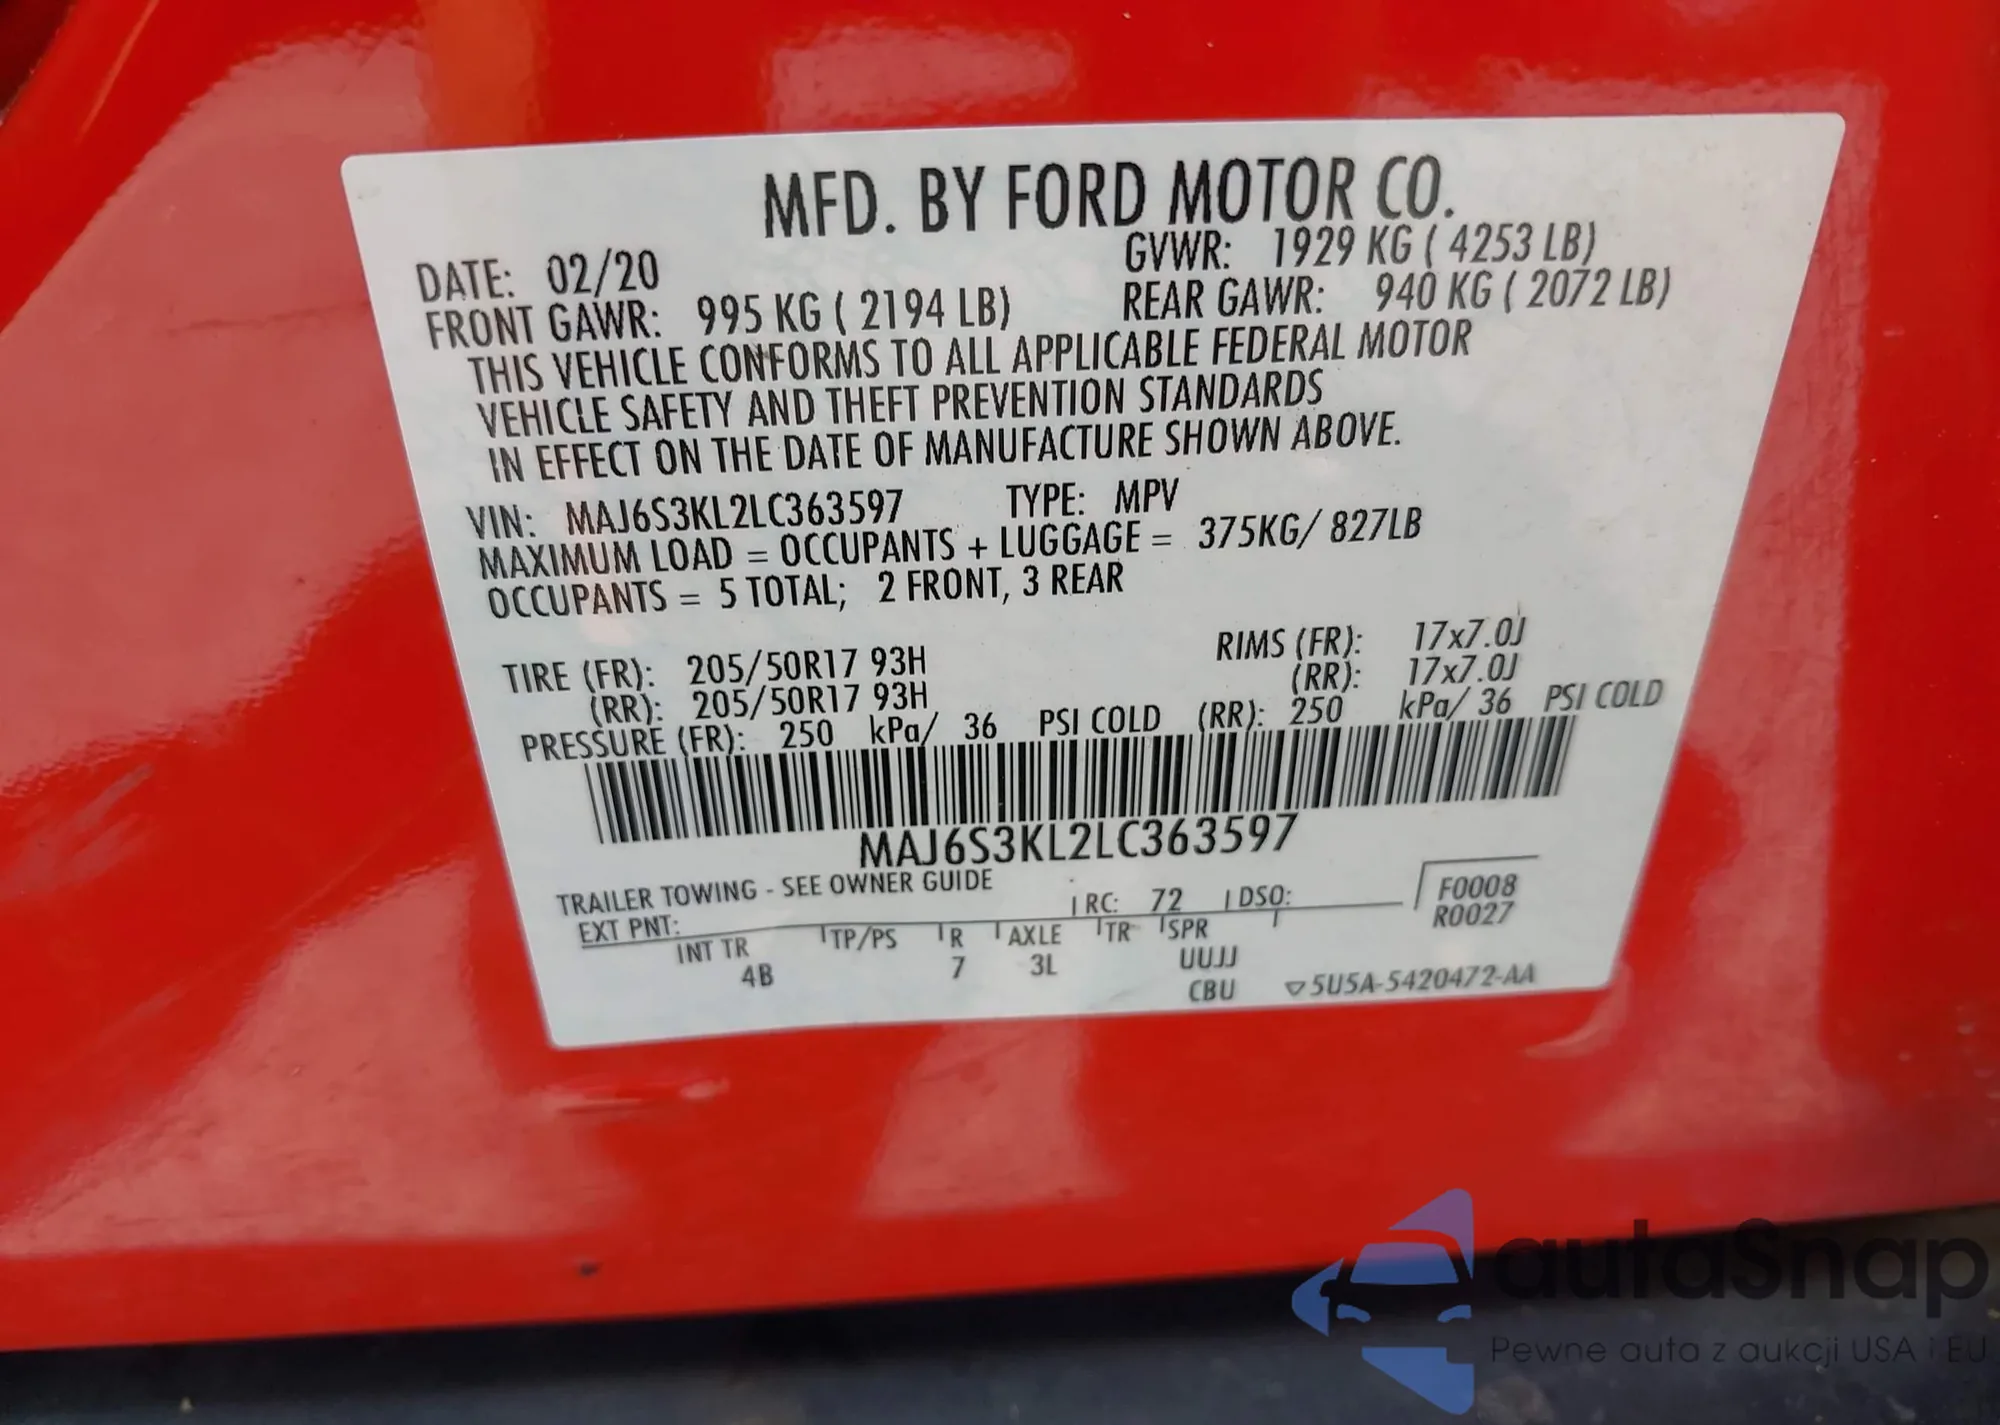 MFD. BY FORD MOTOR CO.
DATE: 02/20 GVWR: 1929 KG ( 4253 LB)
FRONT GAWR: 995 KG ( 2194 LB) REAR GAWR: 940 KG ( 2072 LB)
THIS VEHICLE CONFORMS TO ALL APPLICABLE FEDERAL MOTOR
VEHICLE SAFETY AND THEFT PREVENTION STANDARDS
IN EFFECT ON THE DATE OF MANUFACTURE SHOWN ABOVE.
VIN: MAJ6S3KL2LC363597 TYPE: MPV
MAXIMUM LOAD = OCCUPANTS + LUGGAGE = 375KG/ 827LB
OCCUPANTS = 5 TOTAL; 2 FRONT, 3 REAR
TIRE (FR): 205/50R17 93H RIMS (FR): 17x7.0J
(RR): 205/50R17 93H (RR): 17x7.0J
PRESSURE (FR): 250 kPa/ 36 PSI COLD (RR): 250 kPa/ 36 PSI COLD
MAJ6S3KL2LC363597
TRAILER TOWING - SEE OWNER GUIDE
EXT PNT: RC: 72 DSO: F0008
R0027
INT TR TP/PS R AXLE TR SPR
4B 7 3L UUJJ
CBU ▽5U5A-5420472-AA
autoSnap
Pewne auta z aukcji USA i EU